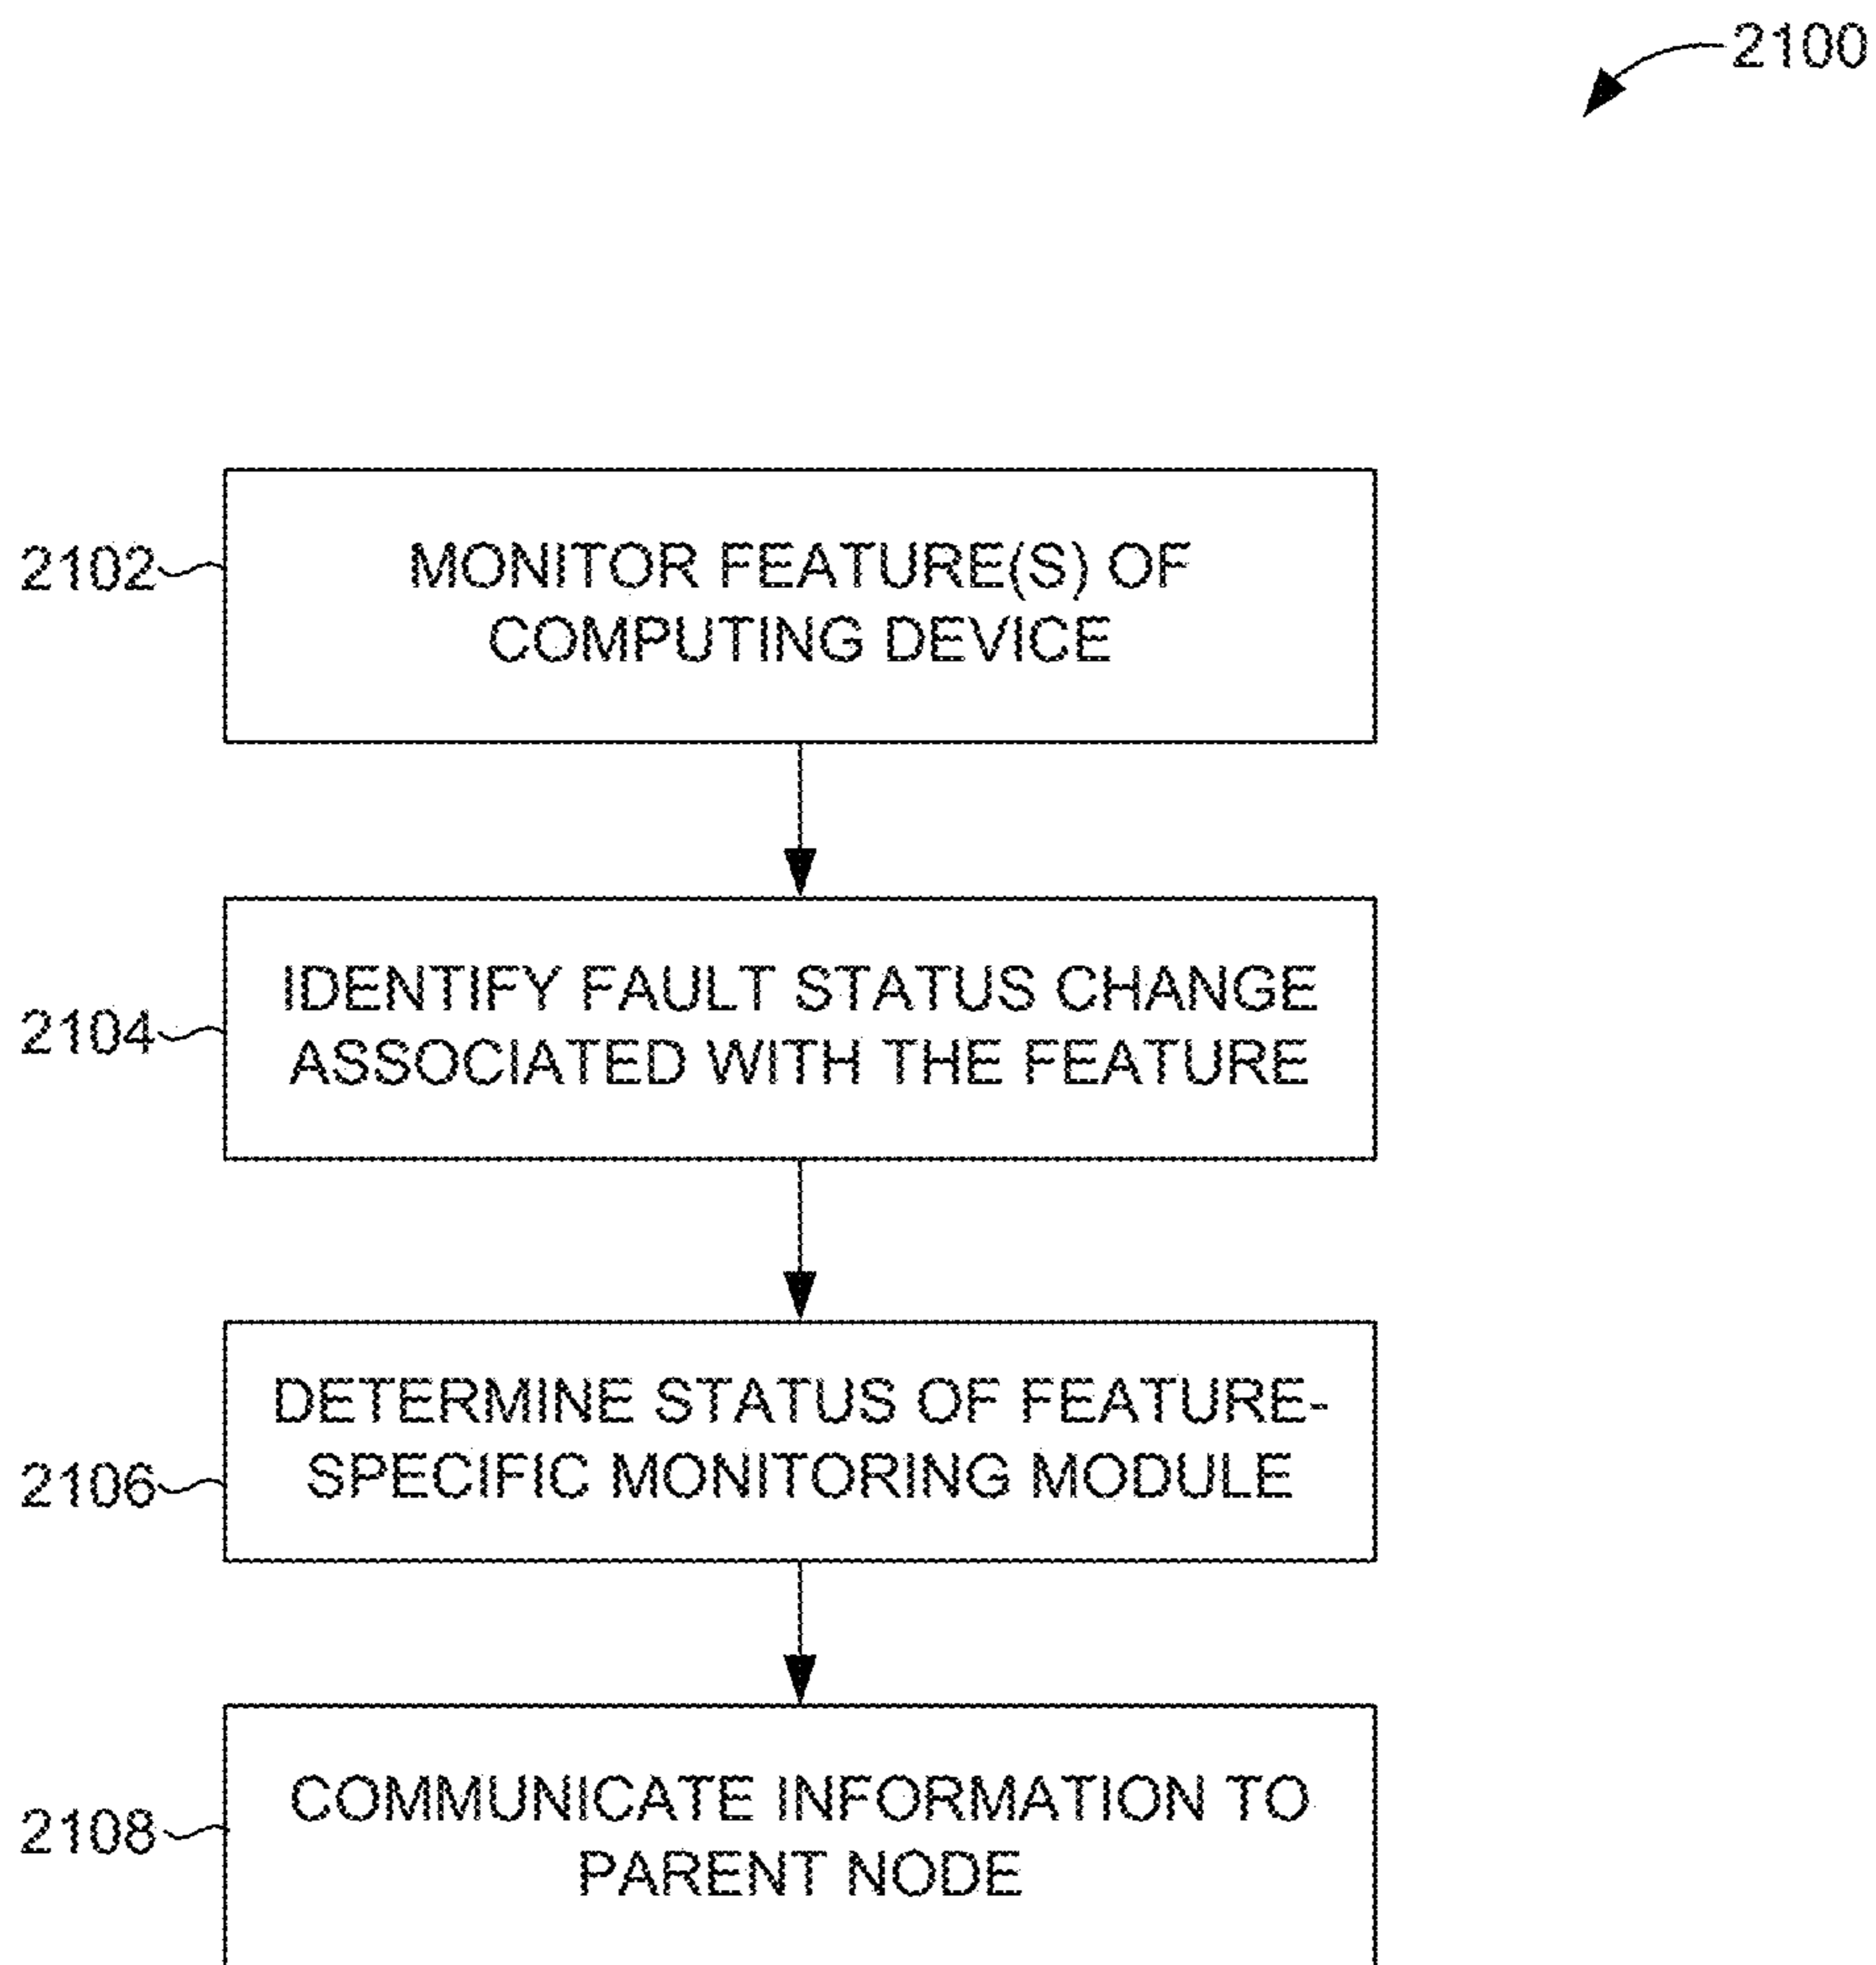 2100
2102
MONITOR FEATURE(S) OF
COMPUTING DEVICE
2104
IDENTIFY FAULT STATUS CHANGE
ASSOCIATED WITH THE FEATURE
2106
DETERMINE STATUS OF FEATURE-
SPECIFIC MONITORING MODULE
2108
COMMUNICATE INFORMATION TO
PARENT NODE